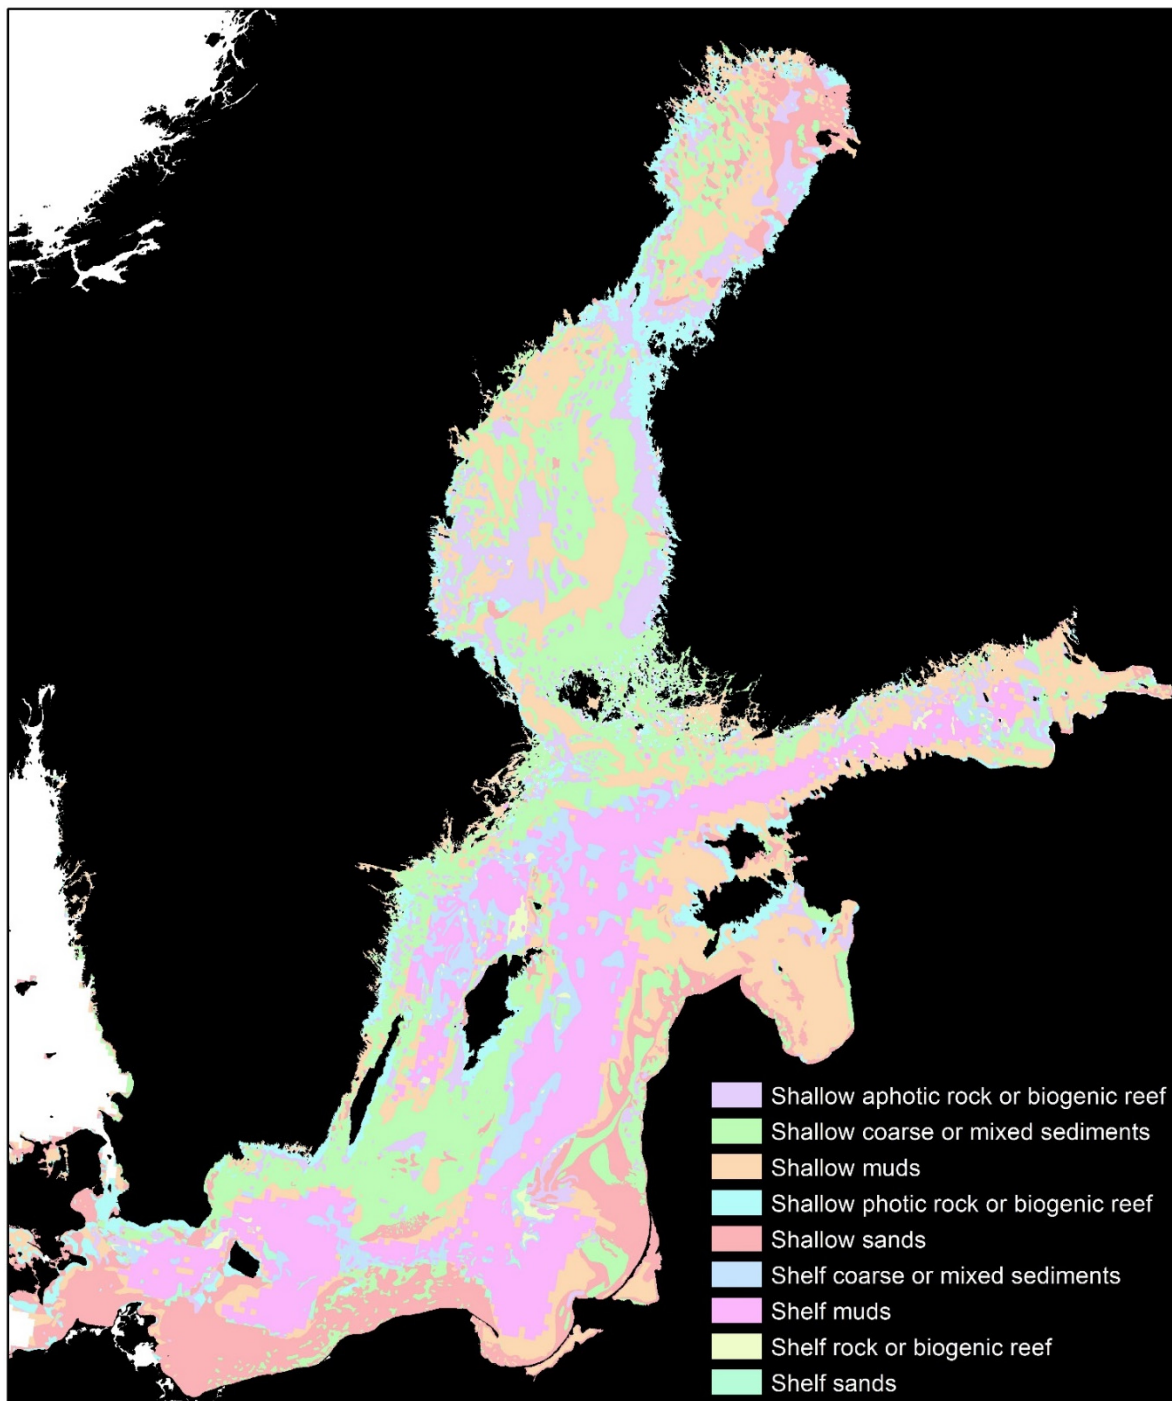 Shallow aphotic rock or biogenic reef
Shallow coarse or mixed sediments
Shallow muds
Shallow photic rock or biogenic reef
Shallow sands
Shelf coarse or mixed sediments
Shelf muds
Shelf rock or biogenic reef
Shelf sands